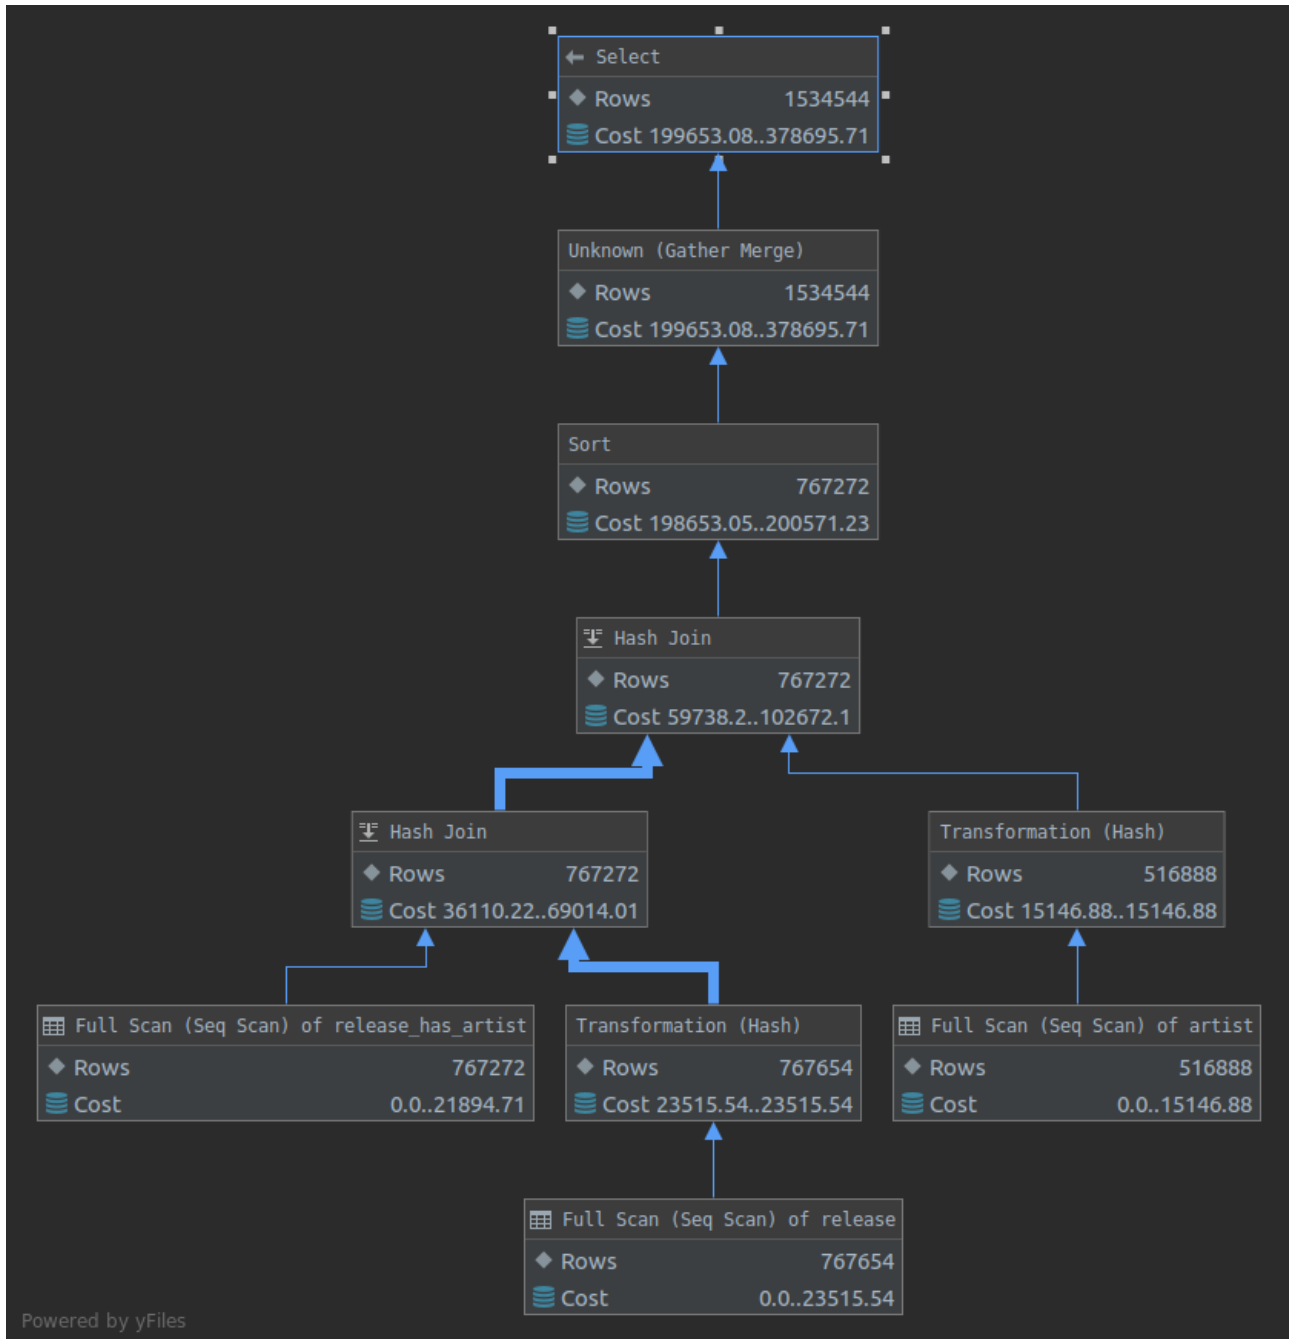 Select
Rows 1534544
Cost 199653.08..378695.71
Unknown (Gather Merge)
Rows 1534544
Cost 199653.08..378695.71
Sort
Rows 767272
Cost 198653.05..200571.23
Hash Join
Rows 767272
Cost 59738.2..102672.1
Hash Join
Rows 767272
Cost 36110.22..69014.01
Transformation (Hash)
Rows 516888
Cost 15146.88..15146.88
Full Scan (Seq Scan) of release_has_artist
Rows 767272
Cost 0.0..21894.71
Transformation (Hash)
Rows 767654
Cost 23515.54..23515.54
Full Scan (Seq Scan) of artist
Rows 516888
Cost 0.0..15146.88
Full Scan (Seq Scan) of release
Rows 767654
Cost 0.0..23515.54
Powered by yFiles